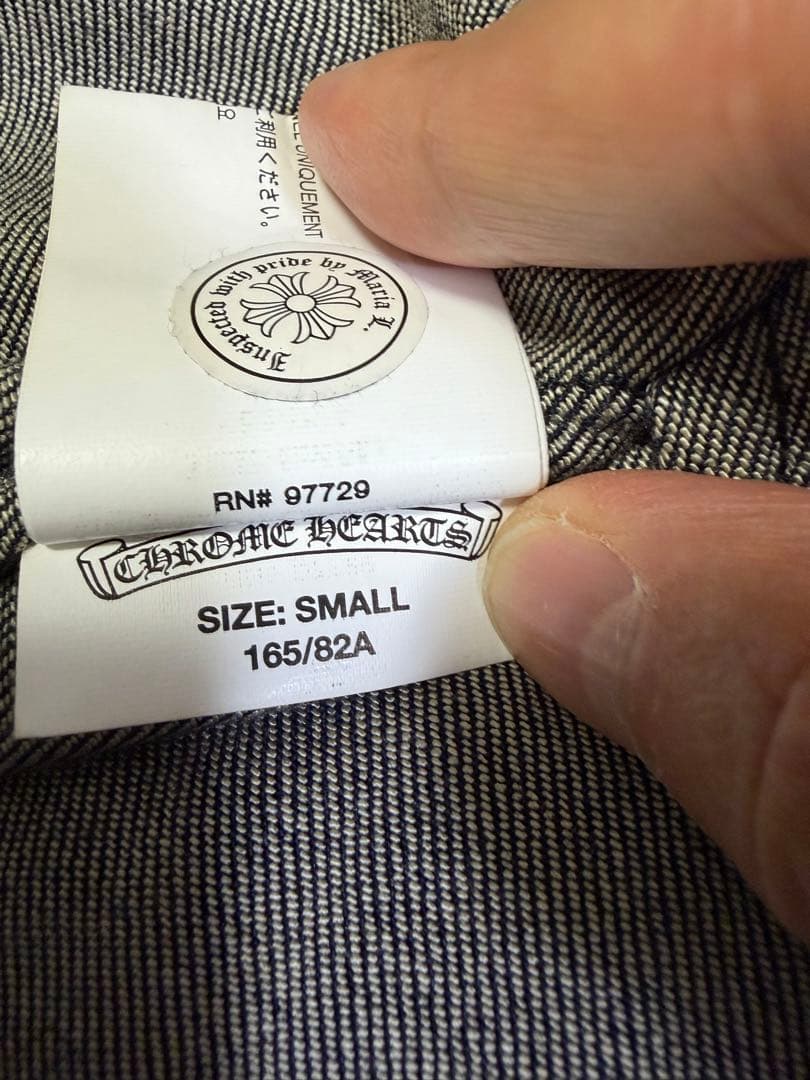 UNIQUEMENT
ご利用ください。
요
Inspected with pride by Maria L.
RN# 97729
CHROME HEARTS
SIZE: SMALL
165/82A